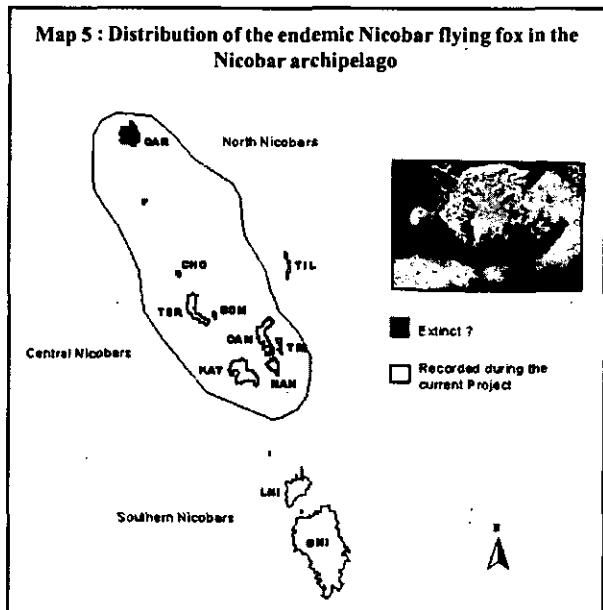 Map 5 : Distribution of the endemic Nicobar flying fox in the
Nicobar archipelago
CAR
North Nicobars
CHO
TIL
TER
BOM
CAM
TRI
Central Nicobars
KAT
NAN
Extinct ?
Recorded during the
current Project
LNI
Southern Nicobars
GNI